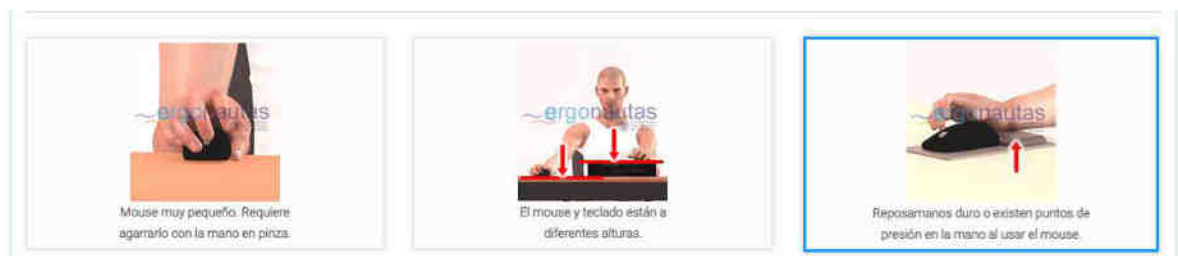 ergonautas
Mouse muy pequeño. Requiere
agarrarlo con la mano en pinza.
ergonautas
El mouse y teclado están a
diferentes alturas.
ergonautas
Reposamanos duro o existen puntos de
presión en la mano al usar el mouse.